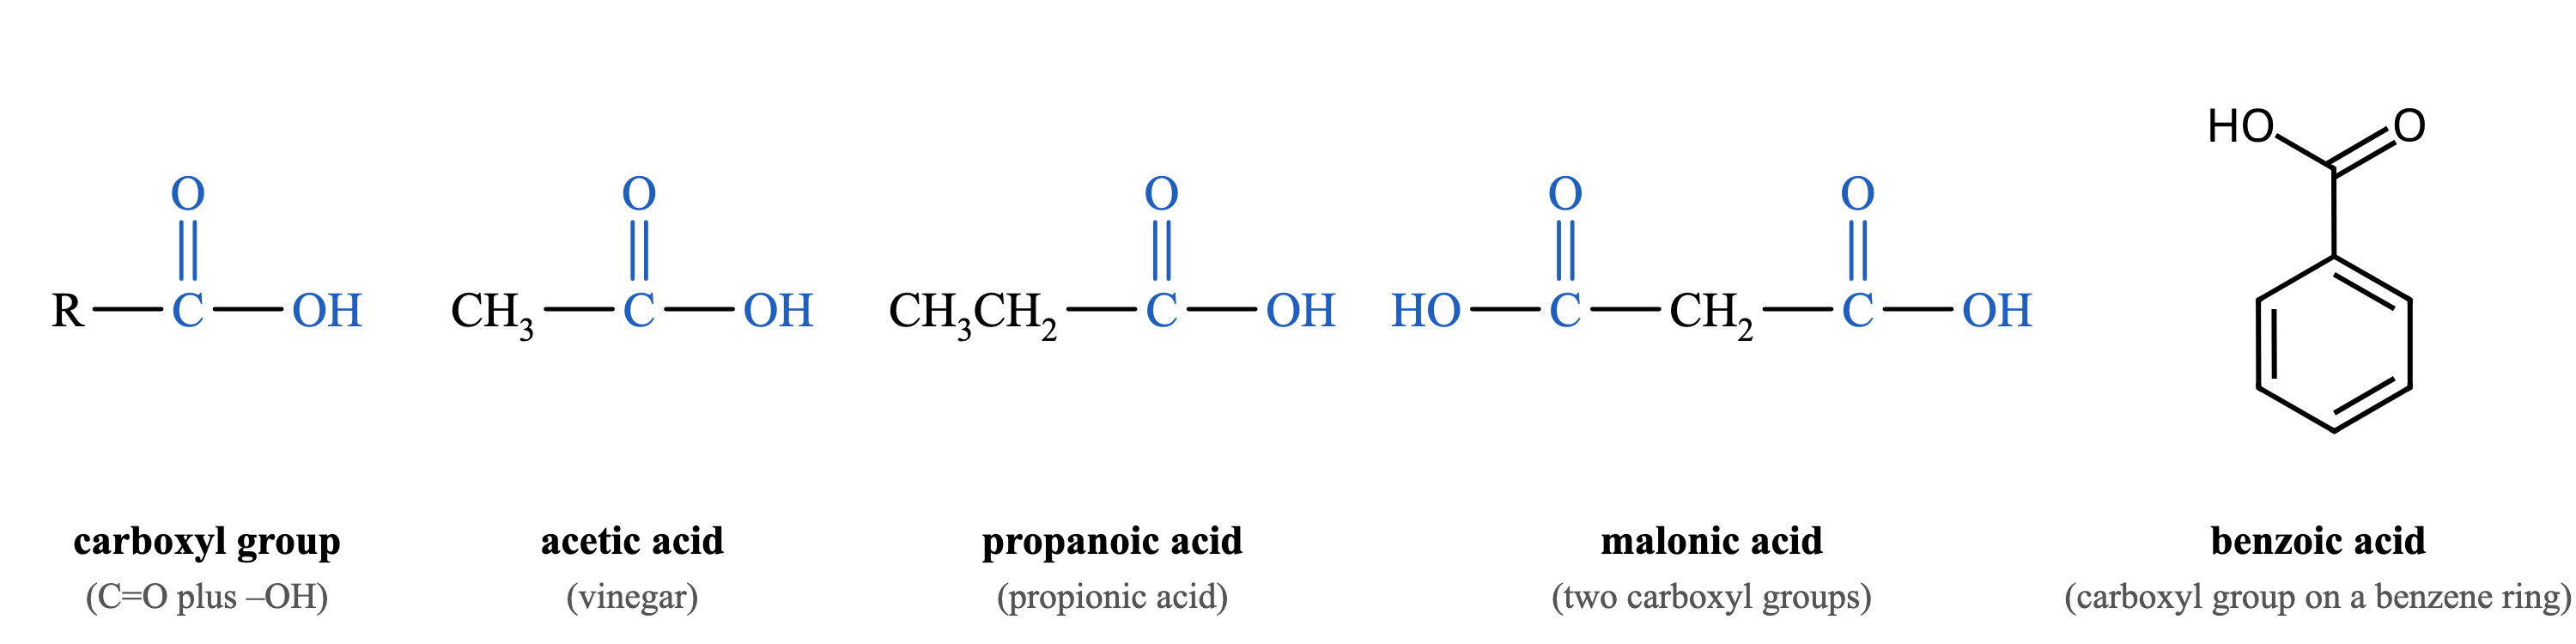 HO O
O O O O O
R C OH CH₃ C OH CH₃CH₂ C OH HO C CH₂ C OH
carboxyl group acetic acid propanoic acid malonic acid benzoic acid
(C=O plus –OH) (vinegar) (propionic acid) (two carboxyl groups) (carboxyl group on a benzene ring)